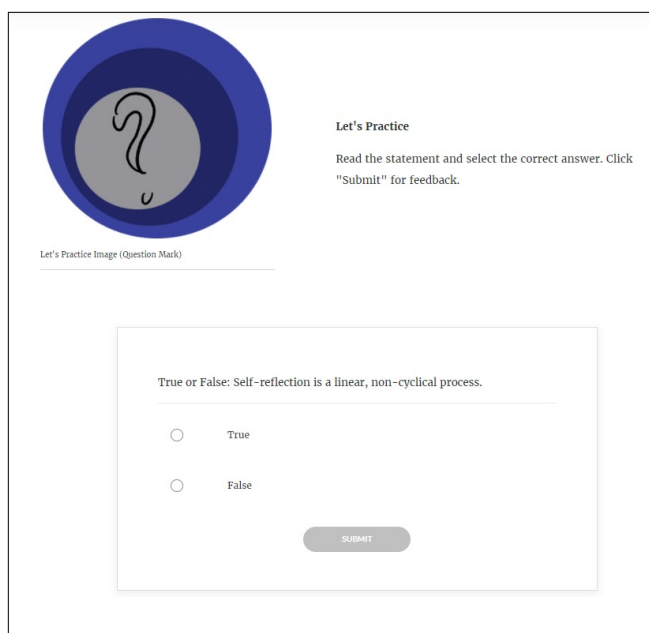 Let's Practice
Read the statement and select the correct answer. Click
"Submit" for feedback.
Let's Practice Image (Question Mark)
True or False: Self-reflection is a linear, non-cyclical process.
True
False
SUBMIT